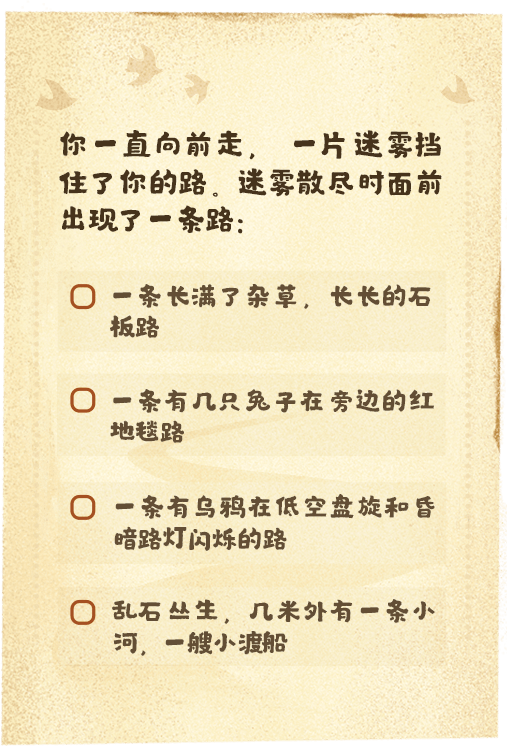 你一直向前走， 一片迷雾挡
住了你的路。迷雾散尽时面前
出现了一条路：
一条长满了杂草，长长的石
板路
一条有几只兔子在旁边的红
地毯路
一条有乌鸦在低空盘旋和昏
暗路灯闪烁的路
乱石丛生，几米外有一条小
河，一艘小渡船